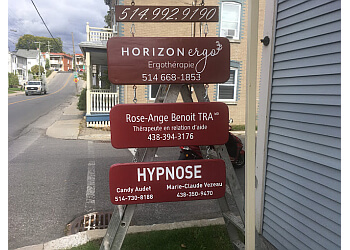 514.992.9190
HORIZON ergo
Ergothérapie
514 668-1853
Rose-Ange Benoit TRA
Thérapeute en relation d'aide
438-394-3176
HYPNOSE
Candy Audet Marie-Claude Vezeau
514-730-8188 438-350-9470